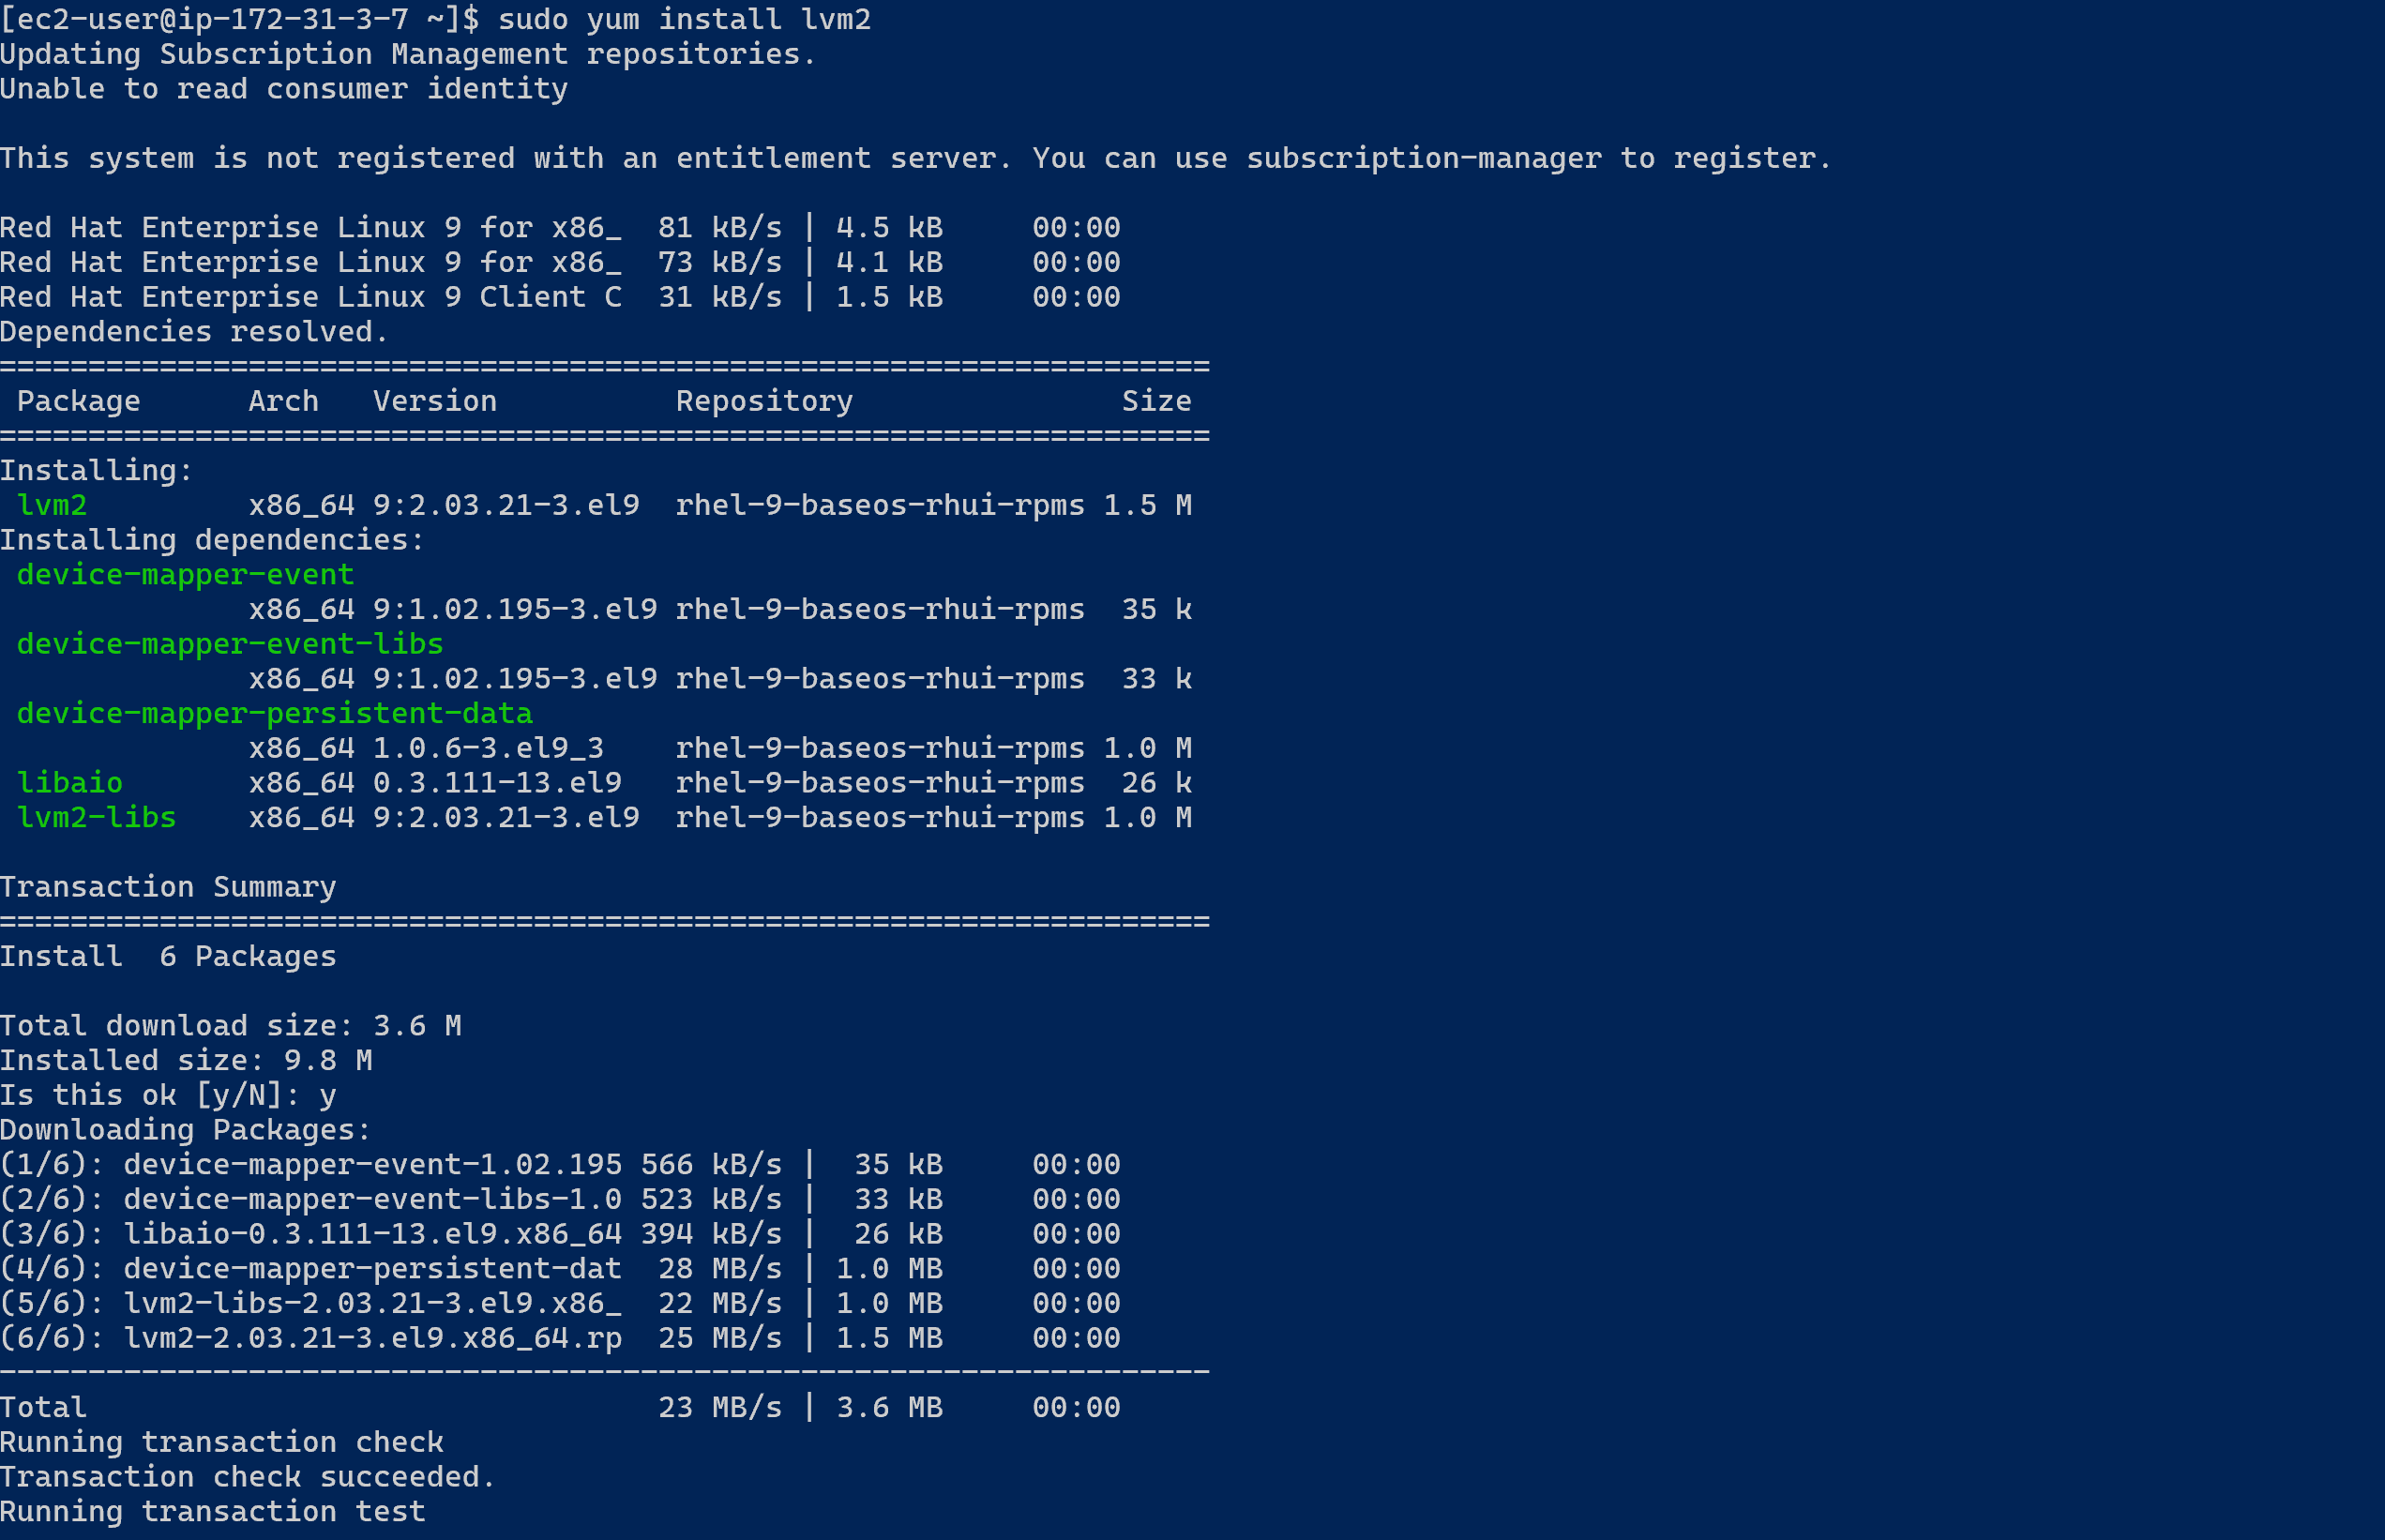 [ec2-user@ip-172-31-3-7 ~]$ sudo yum install lvm2
Updating Subscription Management repositories.
Unable to read consumer identity

This system is not registered with an entitlement server. You can use subscription-manager to register.

Red Hat Enterprise Linux 9 for x86_  81 kB/s | 4.5 kB     00:00
Red Hat Enterprise Linux 9 for x86_  73 kB/s | 4.1 kB     00:00
Red Hat Enterprise Linux 9 Client C  31 kB/s | 1.5 kB     00:00
Dependencies resolved.
====================================================================
 Package      Arch   Version          Repository               Size
====================================================================
Installing:
 lvm2         x86_64 9:2.03.21-3.el9  rhel-9-baseos-rhui-rpms 1.5 M
Installing dependencies:
 device-mapper-event
              x86_64 9:1.02.195-3.el9 rhel-9-baseos-rhui-rpms  35 k
 device-mapper-event-libs
              x86_64 9:1.02.195-3.el9 rhel-9-baseos-rhui-rpms  33 k
 device-mapper-persistent-data
              x86_64 1.0.6-3.el9_3    rhel-9-baseos-rhui-rpms 1.0 M
 libaio       x86_64 0.3.111-13.el9   rhel-9-baseos-rhui-rpms  26 k
 lvm2-libs    x86_64 9:2.03.21-3.el9  rhel-9-baseos-rhui-rpms 1.0 M

Transaction Summary
====================================================================
Install  6 Packages

Total download size: 3.6 M
Installed size: 9.8 M
Is this ok [y/N]: y
Downloading Packages:
(1/6): device-mapper-event-1.02.195 566 kB/s |  35 kB     00:00
(2/6): device-mapper-event-libs-1.0 523 kB/s |  33 kB     00:00
(3/6): libaio-0.3.111-13.el9.x86_64 394 kB/s |  26 kB     00:00
(4/6): device-mapper-persistent-dat  28 MB/s | 1.0 MB     00:00
(5/6): lvm2-libs-2.03.21-3.el9.x86_  22 MB/s | 1.0 MB     00:00
(6/6): lvm2-2.03.21-3.el9.x86_64.rp  25 MB/s | 1.5 MB     00:00
--------------------------------------------------------------------
Total                                23 MB/s | 3.6 MB     00:00
Running transaction check
Transaction check succeeded.
Running transaction test